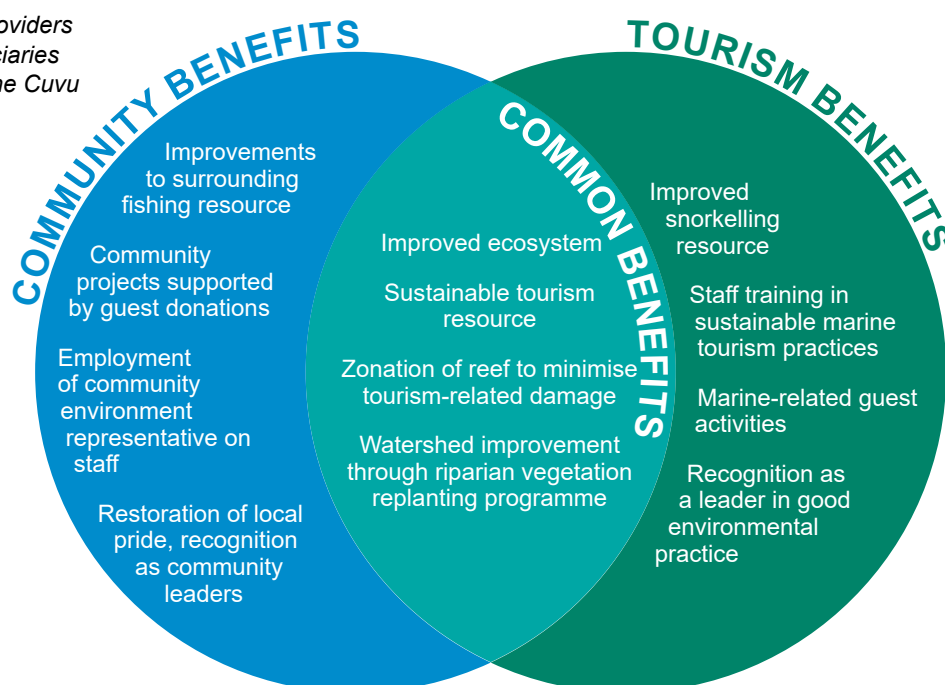 COMMUNITY BENEFITS
TOURISM BENEFITS
COMMON BENEFITS
the Cuvu
Improvements
to surrounding
fishing resource
Community
projects supported
by guest donations
Employment
of community
environment
representative on
staff
Restoration of local
pride, recognition
as community
leaders
Improved ecosystem
Sustainable tourism
resource
Zonation of reef to minimise
tourism-related damage
Watershed improvement
through riparian vegetation
replanting programme
Improved
snorkelling
resource
Staff training in
sustainable marine
tourism practices
Marine-related guest
activities
Recognition as
a leader in good
environmental
practice